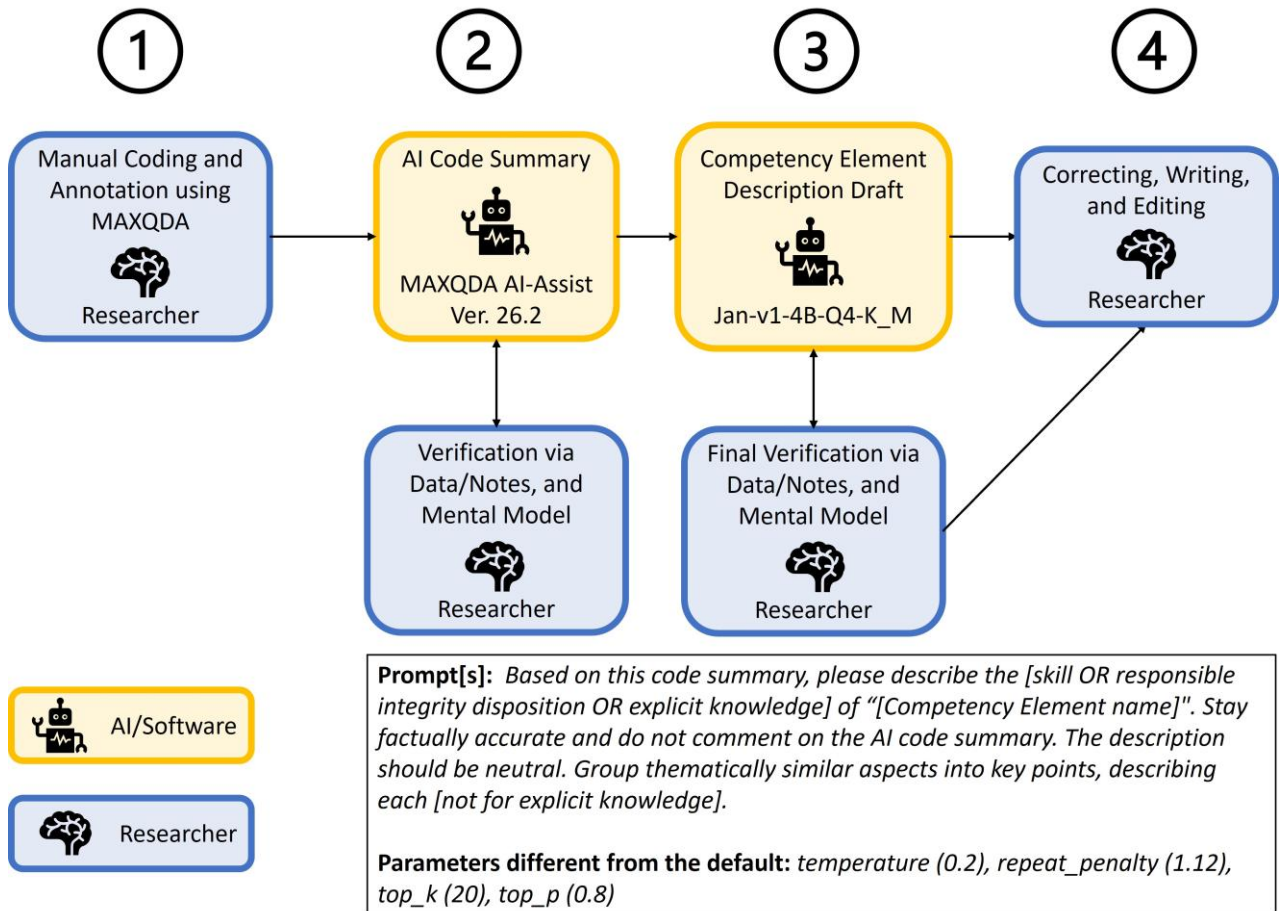 1
2
3
4
Manual Coding and
Annotation using
MAXQDA
Researcher
AI Code Summary
MAXQDA AI-Assist
Ver. 26.2
Competency Element
Description Draft
Jan-v1-4B-Q4-K_M
Correcting, Writing,
and Editing
Researcher
Verification via
Data/Notes, and
Mental Model
Researcher
Final Verification via
Data/Notes, and
Mental Model
Researcher
AI/Software
Researcher
Prompt[s]: Based on this code summary, please describe the [skill OR responsible
integrity disposition OR explicit knowledge] of “[Competency Element name]". Stay
factually accurate and do not comment on the AI code summary. The description
should be neutral. Group thematically similar aspects into key points, describing
each [not for explicit knowledge].
Parameters different from the default: temperature (0.2), repeat_penalty (1.12),
top_k (20), top_p (0.8)